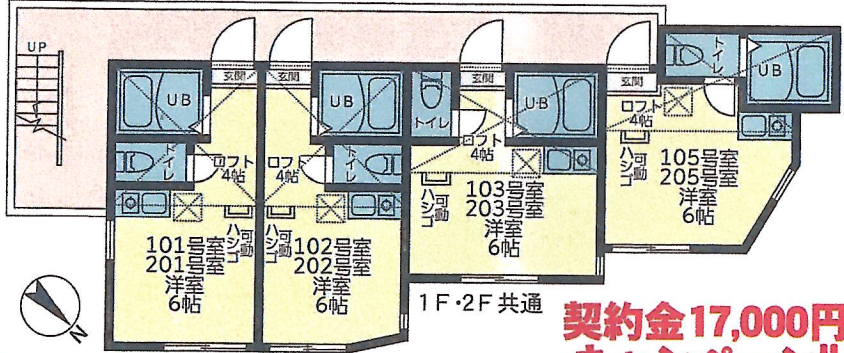 UP
玄関
玄関
玄関
玄関
UB
UB
トイレ
UB
トイレ
UB
トイレ
ロフト
4帖
ロフト
4帖
トイレ
ロフト
4帖
ロフト
4帖
可動
ハシゴ
101号室
201号室
洋室
6帖
可動
ハシゴ
102号室
202号室
洋室
6帖
可動
ハシゴ
103号室
203号室
洋室
6帖
可動
ハシゴ
105号室
205号室
洋室
6帖
N
1F・2F共通
契約金17,000円